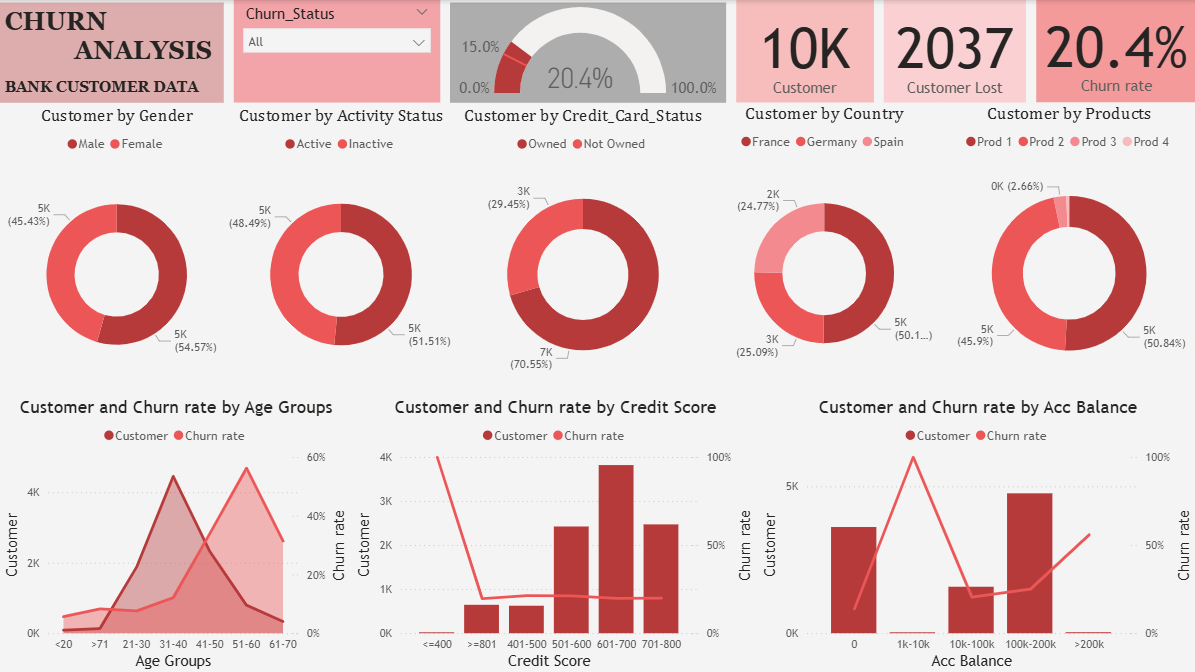 CHURN
ANALYSIS
BANK CUSTOMER DATA
Churn_Status
All
15.0%
0.0%
20.4%
100.0%
10K
Customer
2037
Customer Lost
20.4%
Churn rate
Customer by Gender
Male Female
5K
(45.43%)
5K
(54.57%)
Customer by Activity Status
Active Inactive
5K
(48.49%)
5K
(51.51%)
Customer by Credit_Card_Status
Owned Not Owned
3K
(29.45%)
7K
(70.55%)
Customer by Country
France Germany Spain
2K
(24.77%)
3K
(25.09%)
5K
(50.1...)
Customer by Products
Prod 1 Prod 2 Prod 3 Prod 4
0K (2.66%)
5K
(45.9%)
5K
(50.84%)
Customer and Churn rate by Age Groups
Customer Churn rate
Customer
4K
2K
0K
60%
40%
20%
0%
Churn rate
<20 >71 21-30 31-40 41-50 51-60 61-70
Age Groups
Customer and Churn rate by Credit Score
Customer Churn rate
Customer
4K
3K
2K
1K
0K
100%
50%
0%
Churn rate
<=400 >=801 401-500 501-600 601-700 701-800
Credit Score
Customer and Churn rate by Acc Balance
Customer Churn rate
Customer
5K
0K
100%
50%
0%
Churn rate
0 1k-10k 10k-100k 100k-200k >200k
Acc Balance